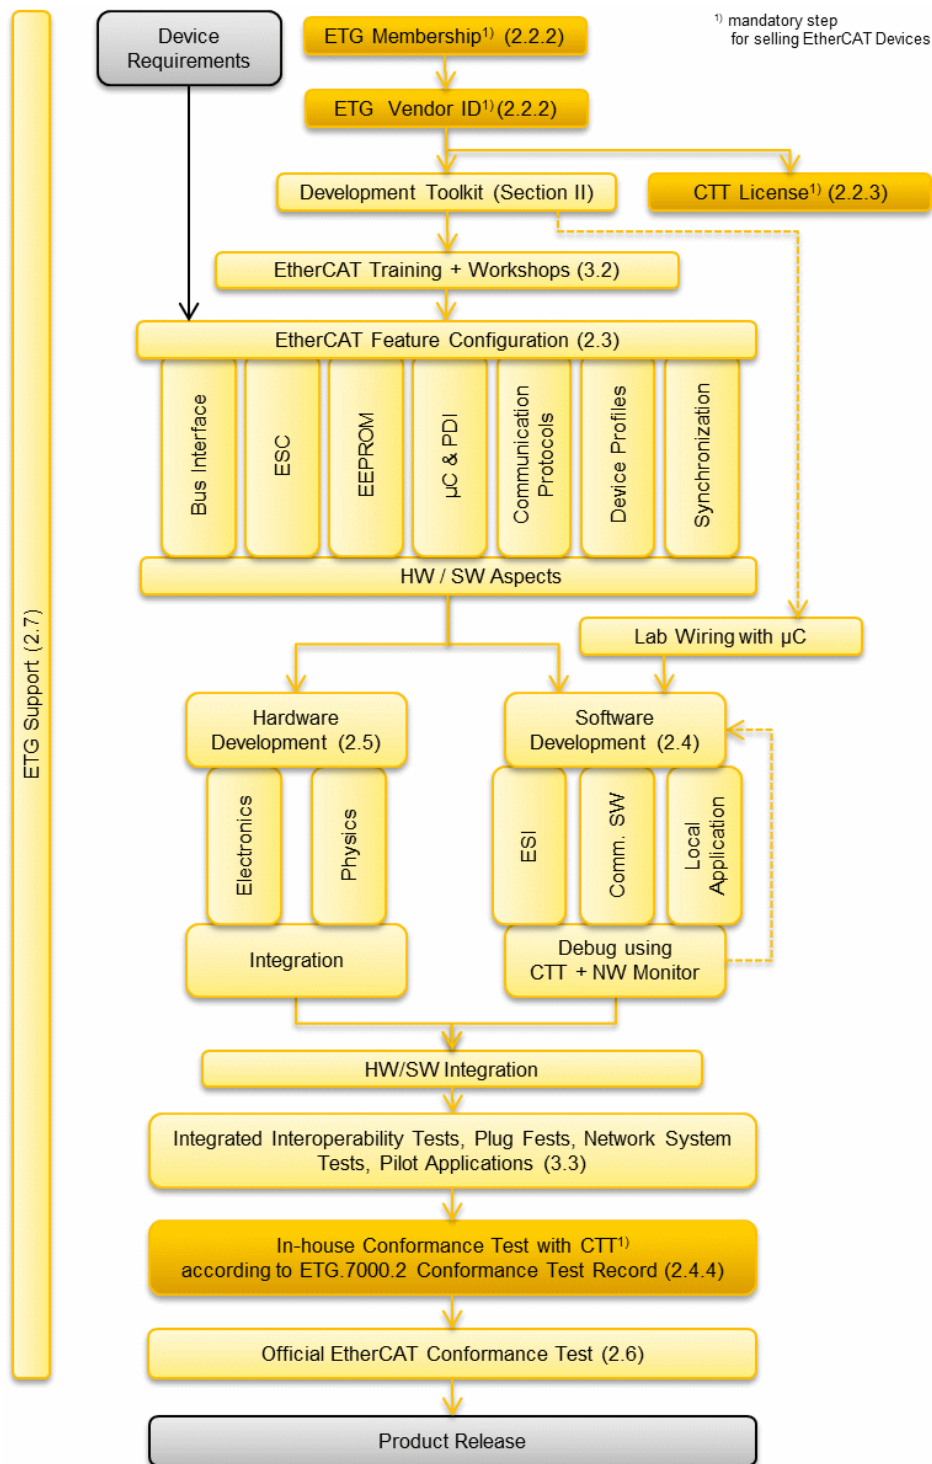 Device
Requirements
ETG Membership¹⁾ (2.2.2)
¹⁾ mandatory step
for selling EtherCAT Devices
ETG Vendor ID¹⁾ (2.2.2)
Development Toolkit (Section II)
CTT License¹⁾ (2.2.3)
EtherCAT Training + Workshops (3.2)
EtherCAT Feature Configuration (2.3)
Bus Interface
ESC
EEPROM
µC & PDI
Communication
Protocols
Device Profiles
Synchronization
HW / SW Aspects
Lab Wiring with µC
ETG Support (2.7)
Hardware
Development (2.5)
Software
Development (2.4)
Electronics
Physics
ESI
Comm. SW
Local
Application
Integration
Debug using
CTT + NW Monitor
HW/SW Integration
Integrated Interoperability Tests, Plug Fests, Network System
Tests, Pilot Applications (3.3)
In-house Conformance Test with CTT¹⁾
according to ETG.7000.2 Conformance Test Record (2.4.4)
Official EtherCAT Conformance Test (2.6)
Product Release